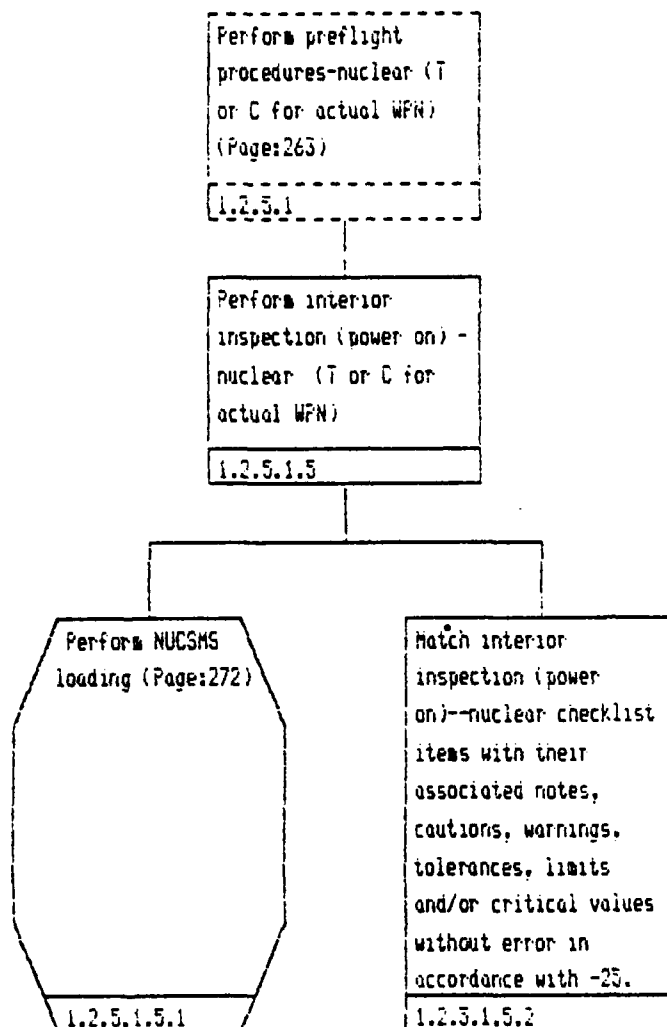 Perform preflight
procedures-nuclear (T
or C for actual WPN)
(Page:263)
1.2.5.1
Perform interior
inspection (power on) -
nuclear (T or C for
actual WPN)
1.2.5.1.5
Perform NUCSMS
loading (Page:272)
1.2.5.1.5.1
Match interior
inspection (power
on)--nuclear checklist
items with their
associated notes,
cautions, warnings,
tolerances, limits
and/or critical values
without error in
accordance with -25.
1.2.5.1.5.2